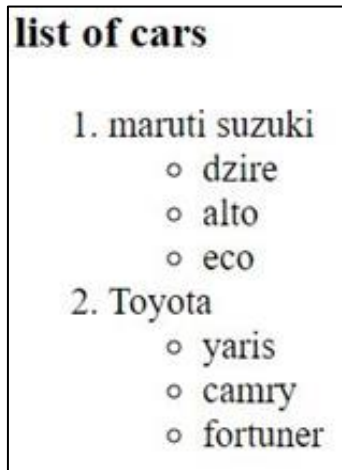 list of cars
1. maruti suzuki
○ dzire
○ alto
○ eco
2. Toyota
○ yaris
○ camry
○ fortuner